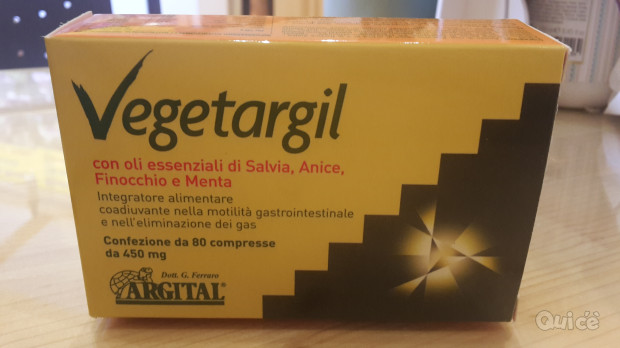 Vegetargil
con oli essenziali di Salvia, Anice,
Finocchio e Menta
Integratore alimentare
coadiuvante nella motilità gastrointestinale
e nell'eliminazione dei gas
Confezione da 80 compresse
da 450 mg
Dott. G. Ferraro
ARGITAL®
Qui c'è